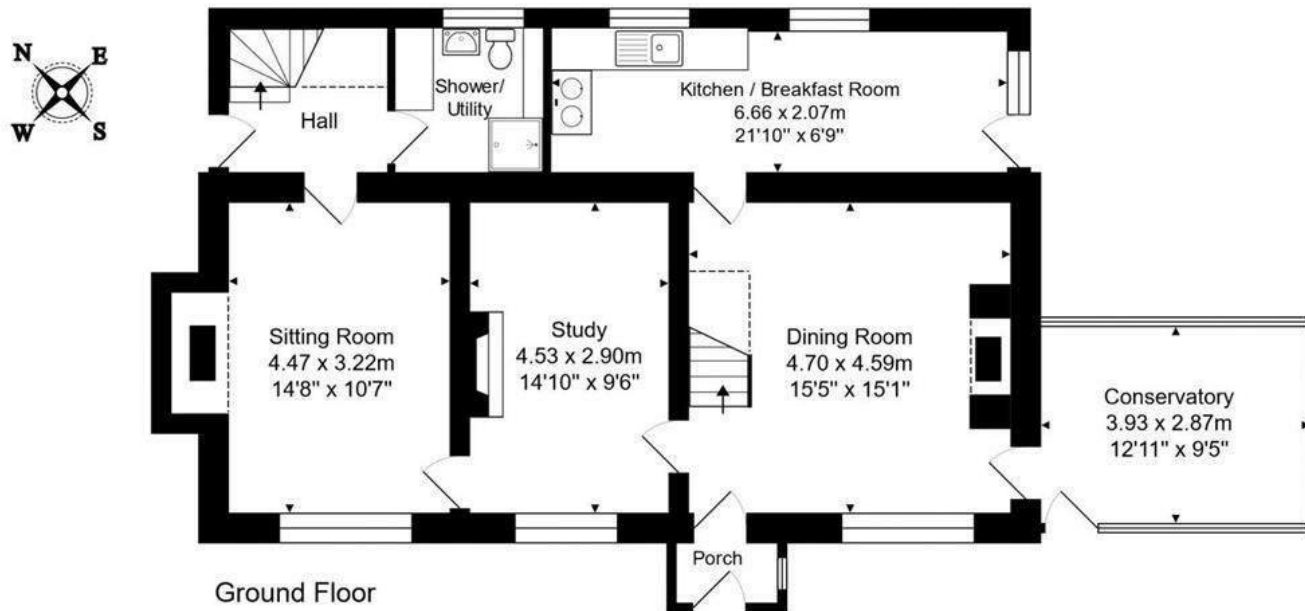 N E
W S
Hall
Shower/
Utility
Kitchen / Breakfast Room
6.66 x 2.07m
21'10" x 6'9"
Sitting Room
4.47 x 3.22m
14'8" x 10'7"
Study
4.53 x 2.90m
14'10" x 9'6"
Dining Room
4.70 x 4.59m
15'5" x 15'1"
Conservatory
3.93 x 2.87m
12'11" x 9'5"
Porch
Ground Floor